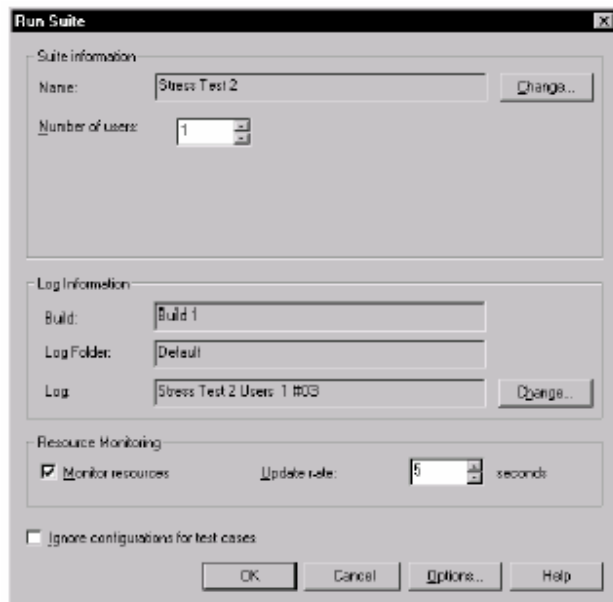 Run Suite
Suite information
Name: Stress Test 2 Change...
Number of users: 1
Log Information
Build: Build 1
Log Folder: Default
Log: Stress Test 2 Users 1 #03 Change...
Resource Monitoring
Monitor resources Update rate: 5 seconds
Ignore configurations for test cases
OK Cancel Options... Help